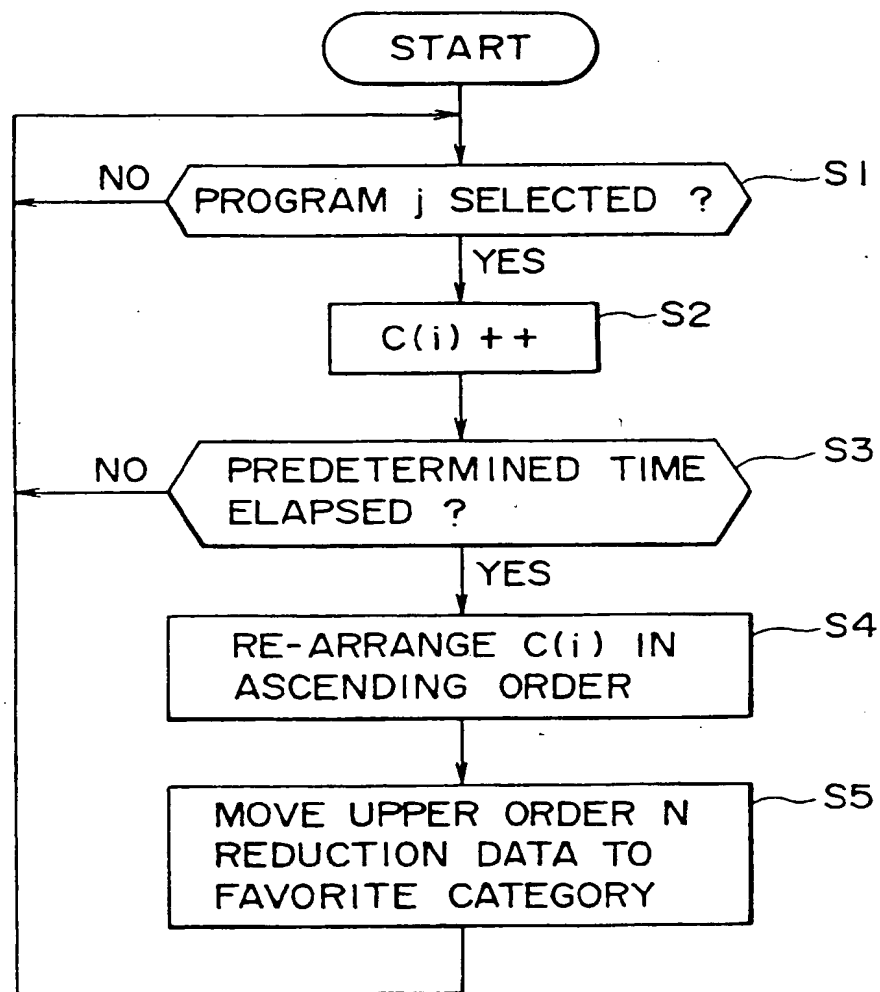 START
NO
PROGRAM j SELECTED ?
S1
YES
C(i) ++
S2
NO
PREDETERMINED TIME
ELAPSED ?
S3
YES
RE-ARRANGE C(i) IN
ASCENDING ORDER
S4
MOVE UPPER ORDER N
REDUCTION DATA TO
FAVORITE CATEGORY
S5